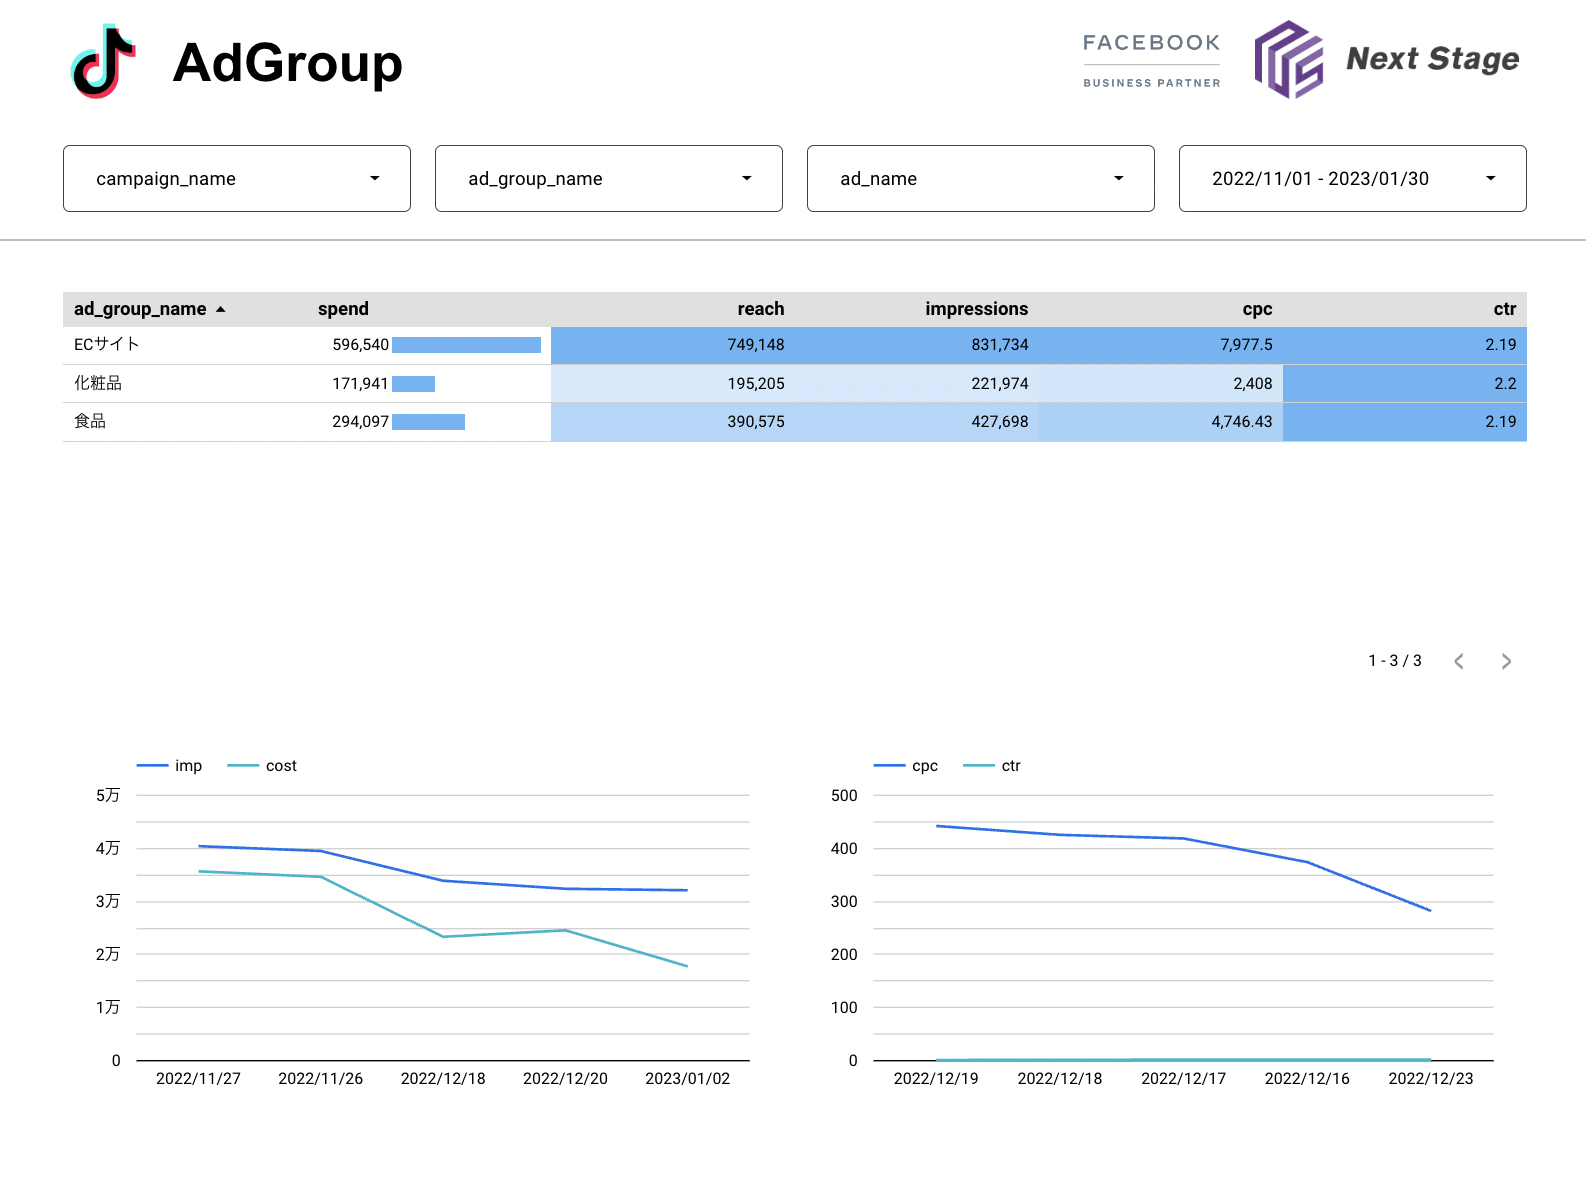 AdGroup
FACEBOOK
BUSINESS PARTNER
Next Stage
campaign_name
ad_group_name
ad_name
2022/11/01 - 2023/01/30
ad_group_name spend reach impressions cpc ctr
ECサイト 596,540 749,148 831,734 7,977.5 2.19
化粧品 171,941 195,205 221,974 2,408 2.2
食品 294,097 390,575 427,698 4,746.43 2.19
1 - 3 / 3
imp cost
5万
4万
3万
2万
1万
0
2022/11/27 2022/11/26 2022/12/18 2022/12/20 2023/01/02
cpc ctr
500
400
300
200
100
0
2022/12/19 2022/12/18 2022/12/17 2022/12/16 2022/12/23